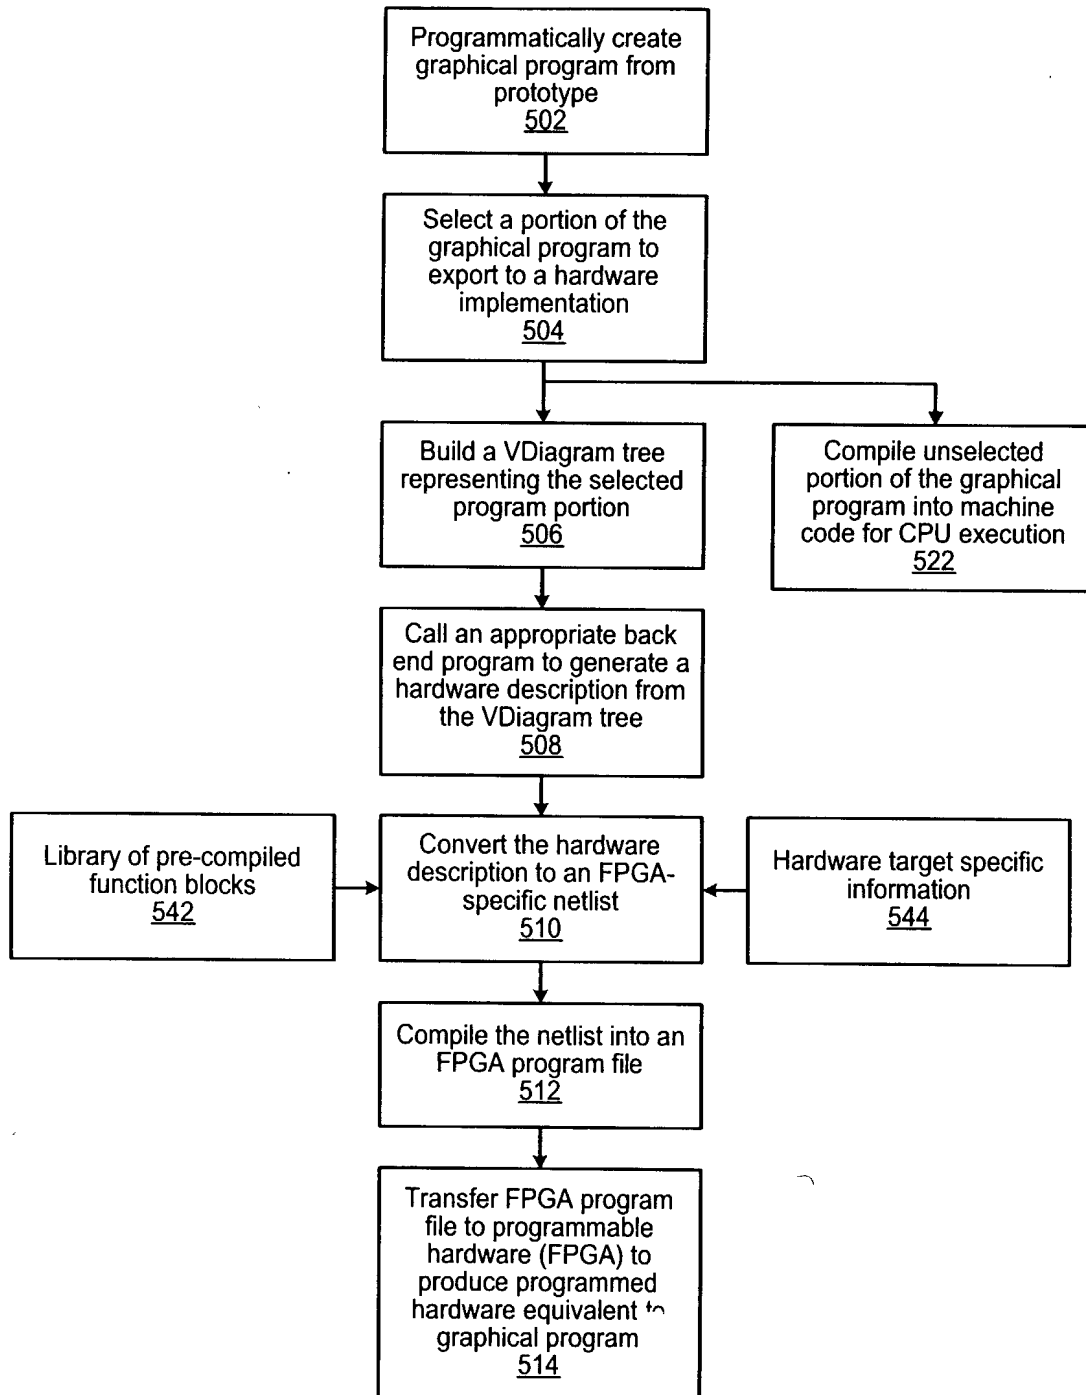 Programmatically create
graphical program from
prototype
502
Select a portion of the
graphical program to
export to a hardware
implementation
504
Build a VDiagram tree
representing the selected
program portion
506
Compile unselected
portion of the graphical
program into machine
code for CPU execution
522
Call an appropriate back
end program to generate a
hardware description from
the VDiagram tree
508
Library of pre-compiled
function blocks
542
Convert the hardware
description to an FPGA-
specific netlist
510
Hardware target specific
information
544
Compile the netlist into an
FPGA program file
512
Transfer FPGA program
file to programmable
hardware (FPGA) to
produce programmed
hardware equivalent to
graphical program
514